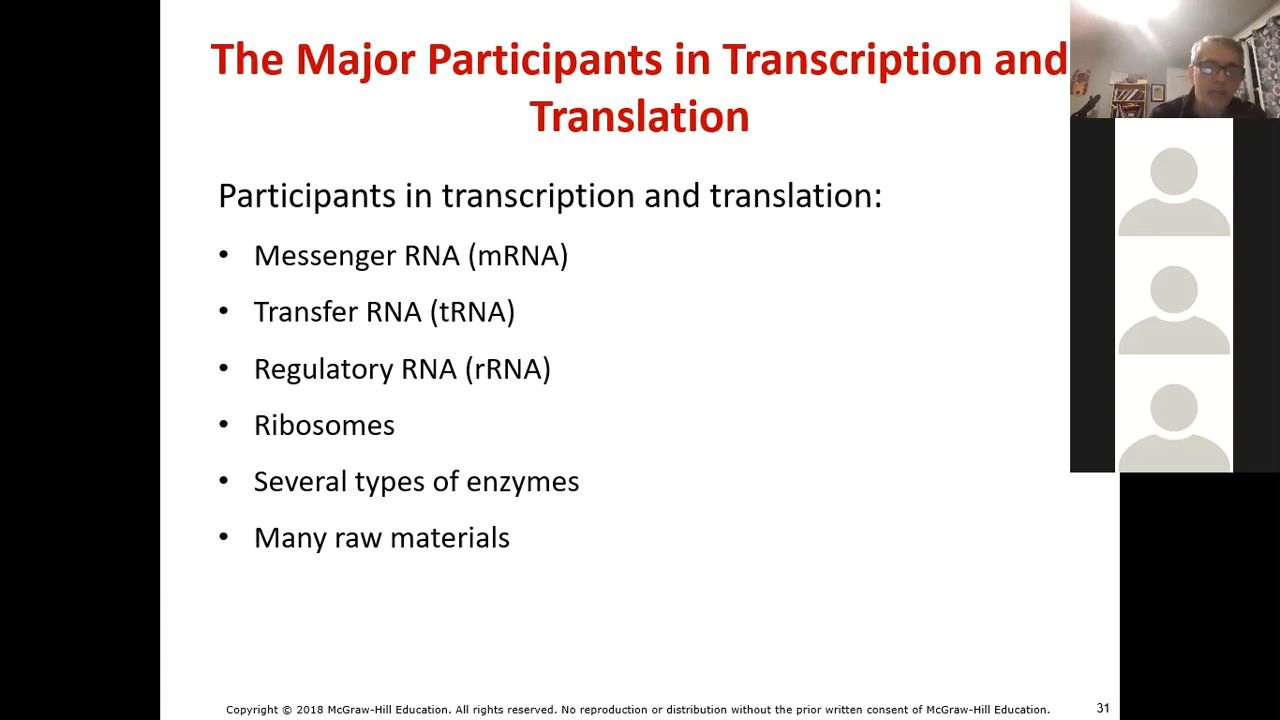 The Major Participants in Transcription and
Translation
Participants in transcription and translation:
• Messenger RNA (mRNA)
• Transfer RNA (tRNA)
• Regulatory RNA (rRNA)
• Ribosomes
• Several types of enzymes
• Many raw materials
Copyright © 2018 McGraw-Hill Education. All rights reserved. No reproduction or distribution without the prior written consent of McGraw-Hill Education.
31